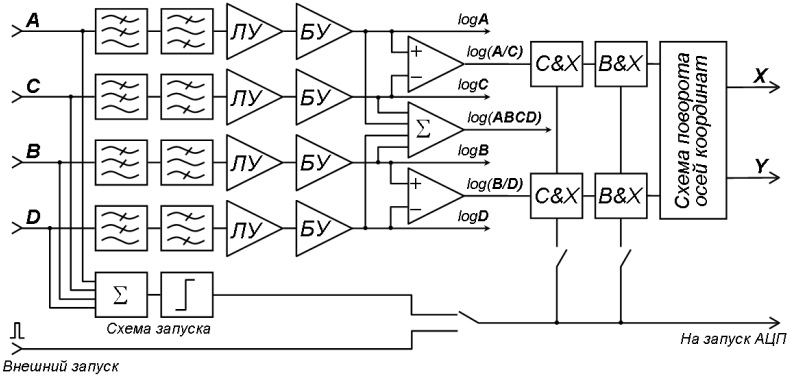 A
ЛУ
БУ
logA
log(A/C)
C
ЛУ
БУ
logC
+
−
С&Х
В&Х
Σ
log(ABCD)
B
ЛУ
БУ
logB
+
−
log(B/D)
С&Х
В&Х
D
ЛУ
БУ
logD
Схема поворота
осей координат
X
Y
Σ
Схема запуска
Внешний запуск
На запуск АЦП